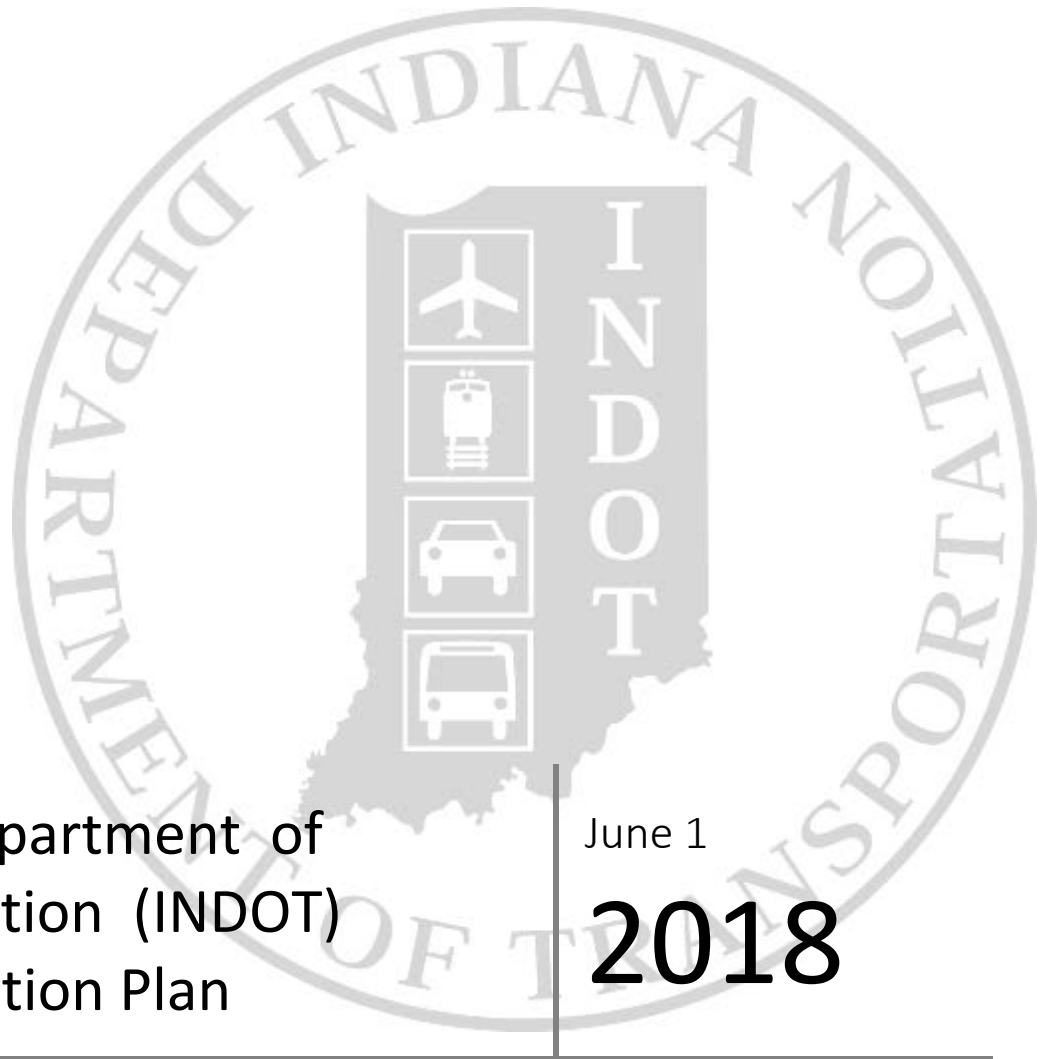 INDIANA
DEPARTMENT OF TRANSPORTATION
I
N
D
O
T
partment of
tion (INDOT)
tion Plan
June 1
2018